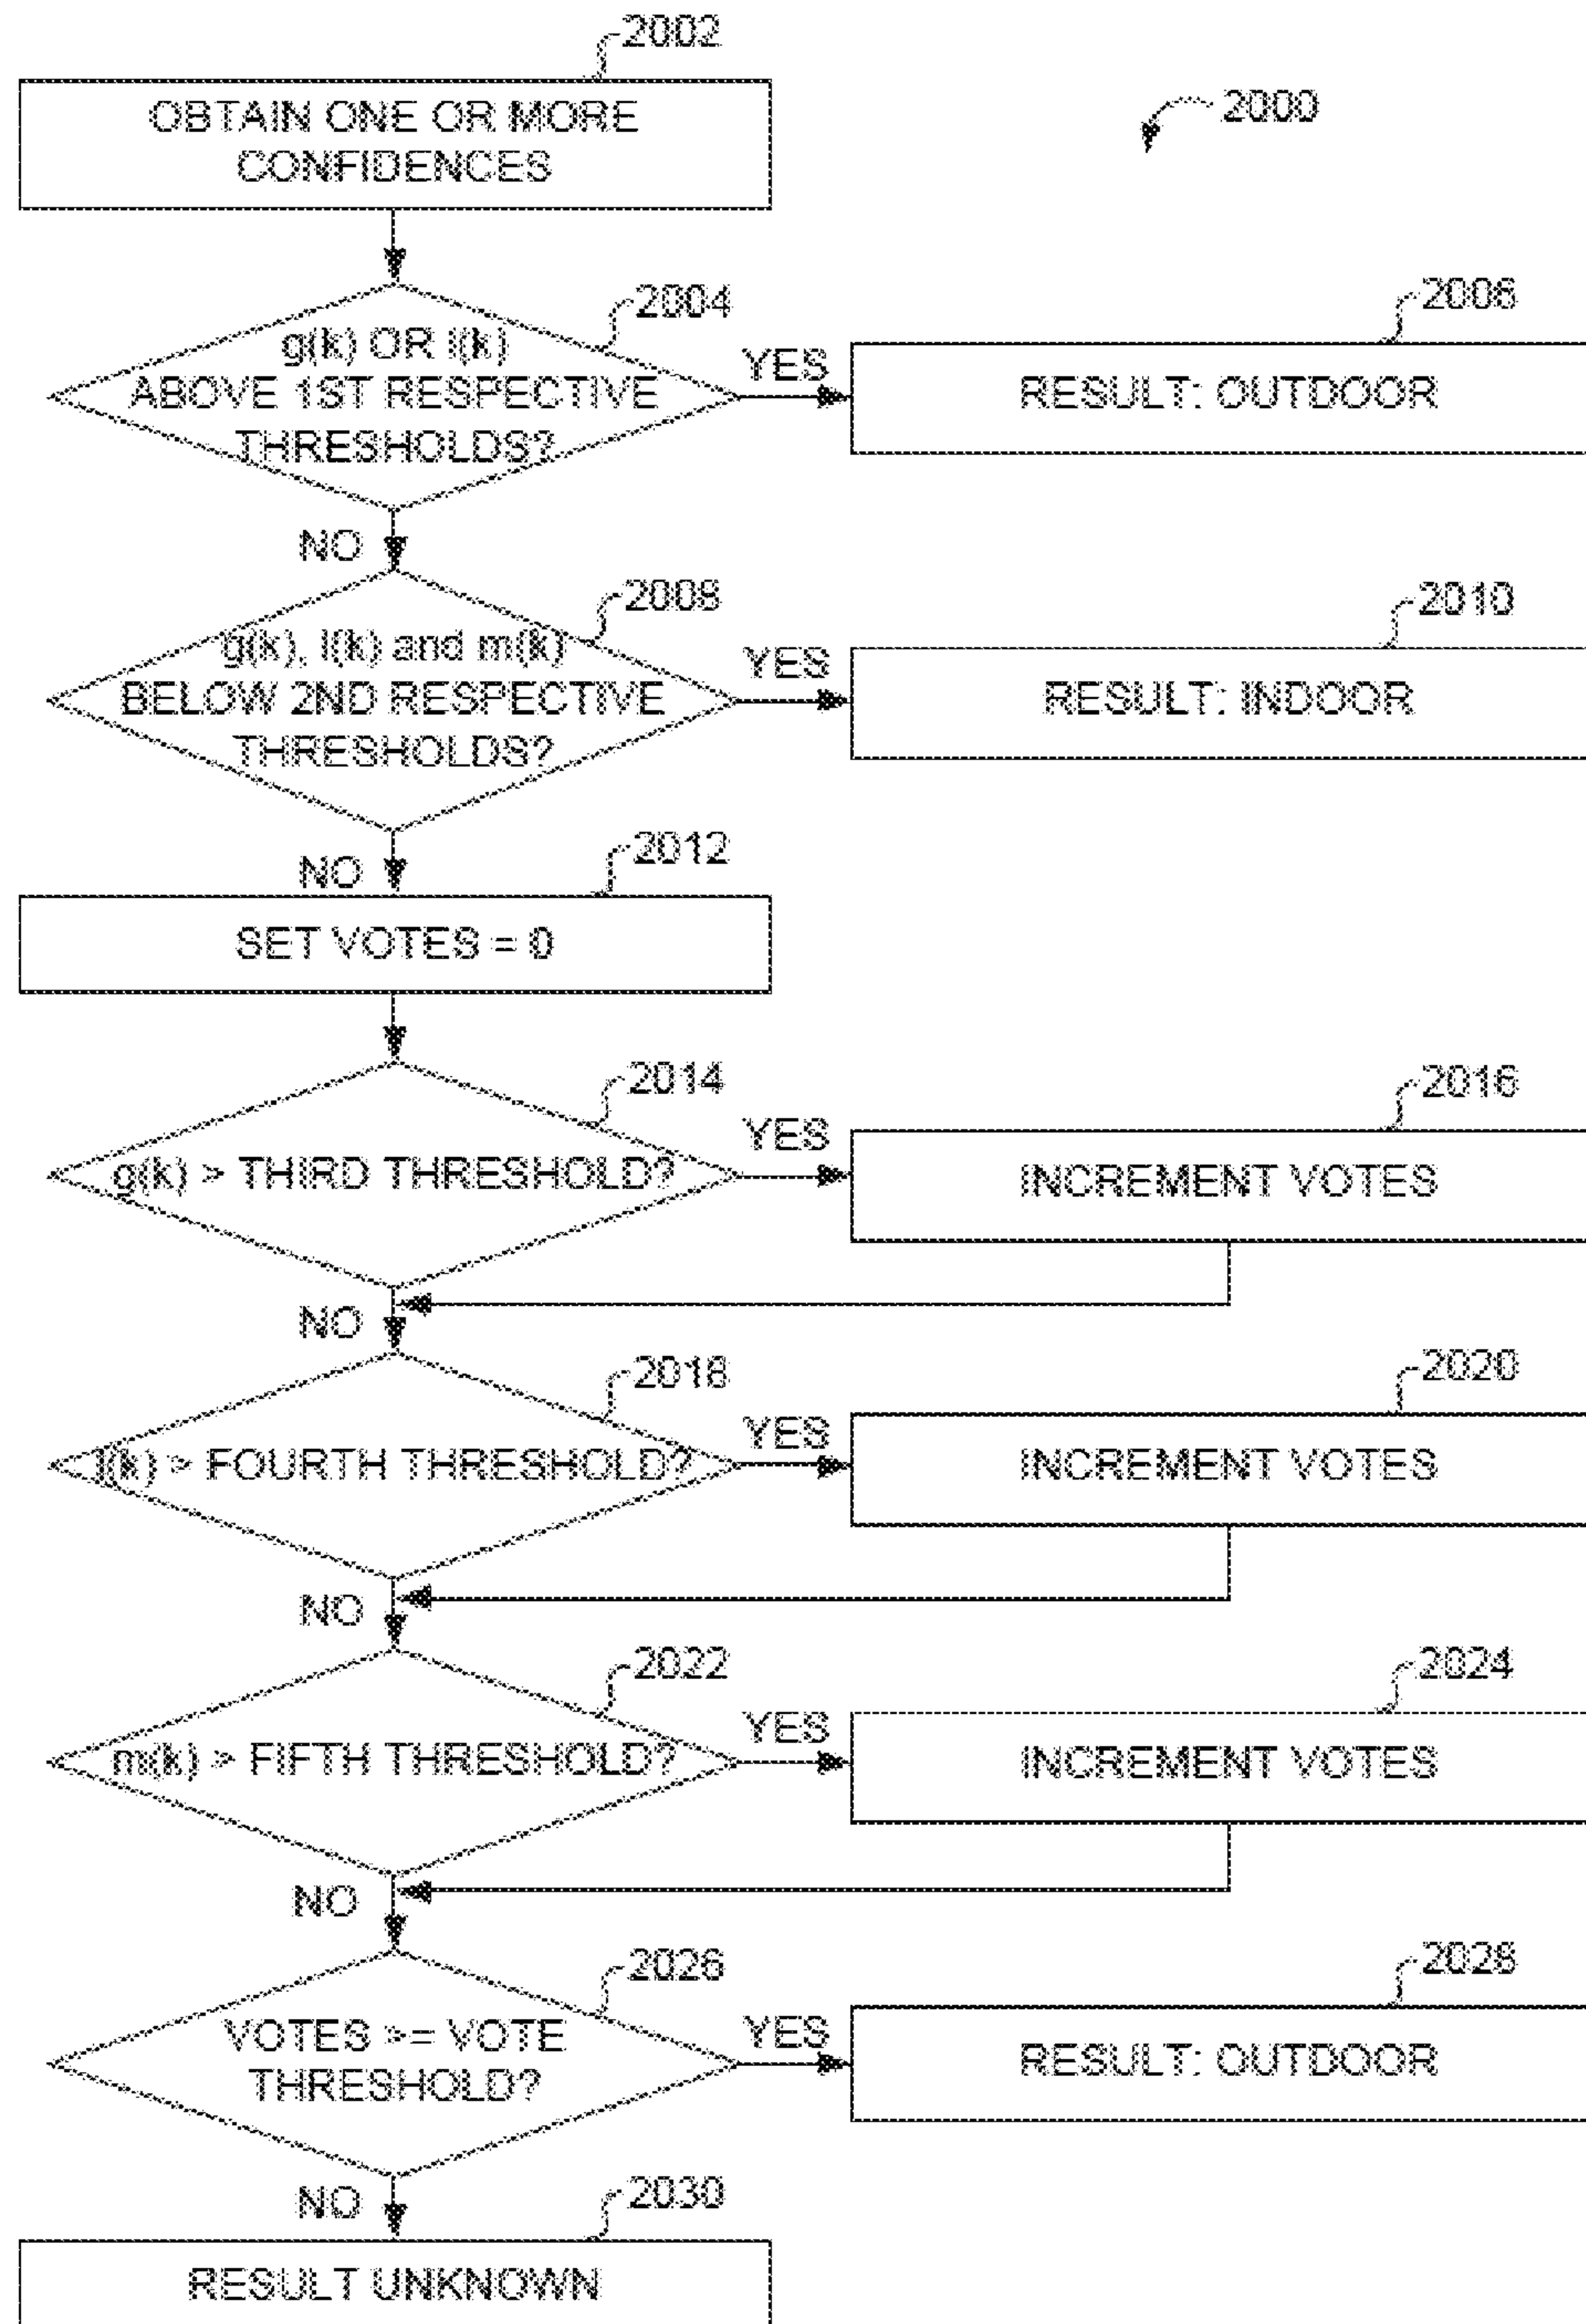 2002
OBTAIN ONE OR MORE
CONFIDENCES
2000
2004
g(k) OR l(k)
ABOVE 1ST RESPECTIVE
THRESHOLDS?
YES
2006
RESULT: OUTDOOR
NO
2008
g(k), l(k) and m(k)
BELOW 2ND RESPECTIVE
THRESHOLDS?
YES
2010
RESULT: INDOOR
NO
2012
SET VOTES = 0
2014
g(k) > THIRD THRESHOLD?
YES
2016
INCREMENT VOTES
NO
2018
l(k) > FOURTH THRESHOLD?
YES
2020
INCREMENT VOTES
NO
2022
m(k) > FIFTH THRESHOLD?
YES
2024
INCREMENT VOTES
NO
2026
VOTES >= VOTE
THRESHOLD?
YES
2028
RESULT: OUTDOOR
NO
2030
RESULT UNKNOWN